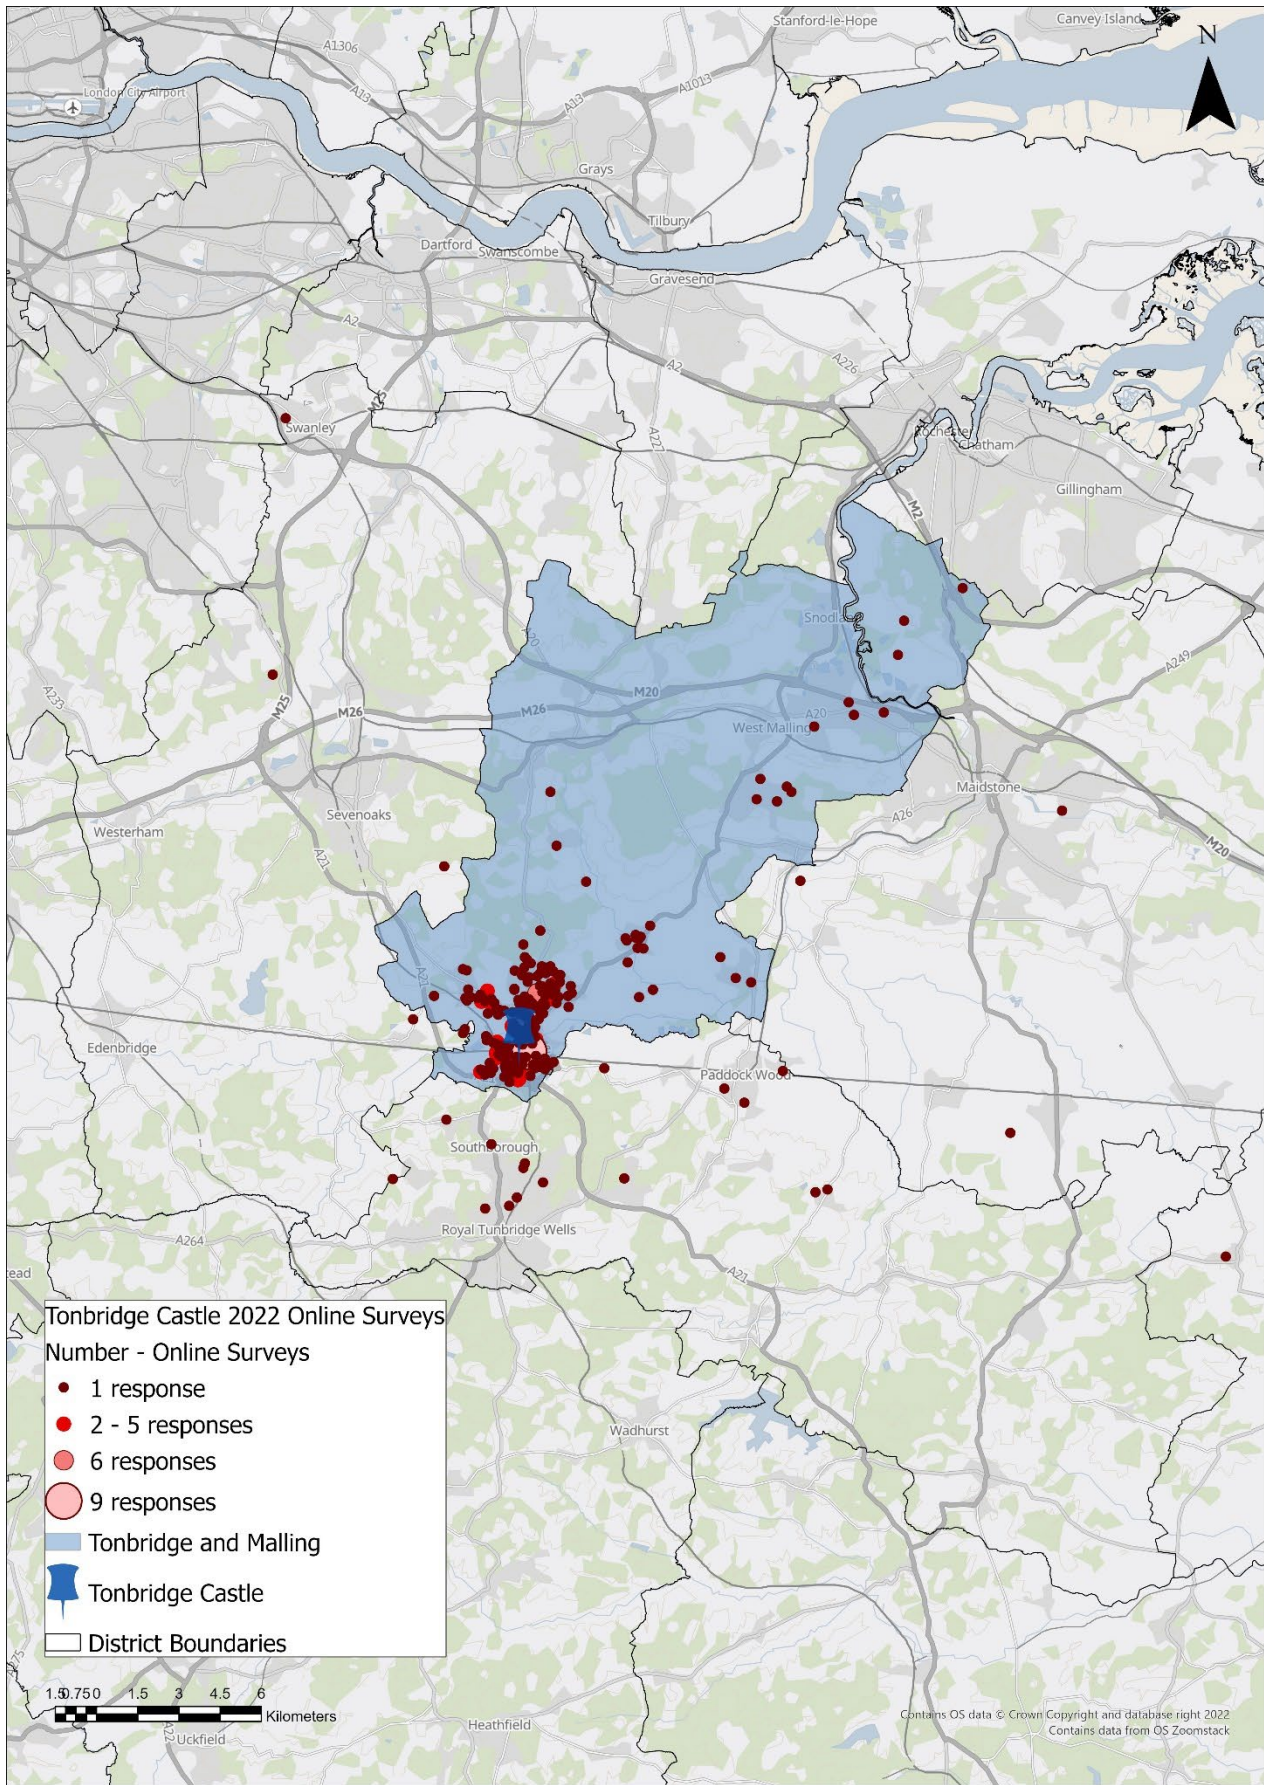 Stanford-le-Hope
Canvey Island
A1306
N
A13
A13
A1013
London City Airport
Grays
Tilbury
Dartford
Swanscombe
Gravesend
A2
A2
A226
M25
Swanley
A227
Rochester
Chatham
Gillingham
M2
A20
A249
A233
M25
M26
M26
M20
A20
West Malling
Maidstone
Sevenoaks
Westerham
A26
M20
A21
A21
Edenbridge
Paddock Wood
Southborough
Royal Tunbridge Wells
A264
A21
Tonbridge Castle 2022 Online Surveys
Number - Online Surveys
1 response
2 - 5 responses
6 responses
9 responses
Tonbridge and Malling
Tonbridge Castle
District Boundaries
Wadhurst
A275
1.5 0.75 0 1.5 3 4.5 6
Kilometers
A22
Uckfield
Heathfield
Contains OS data © Crown Copyright and database right 2022
Contains data from OS Zoomstack